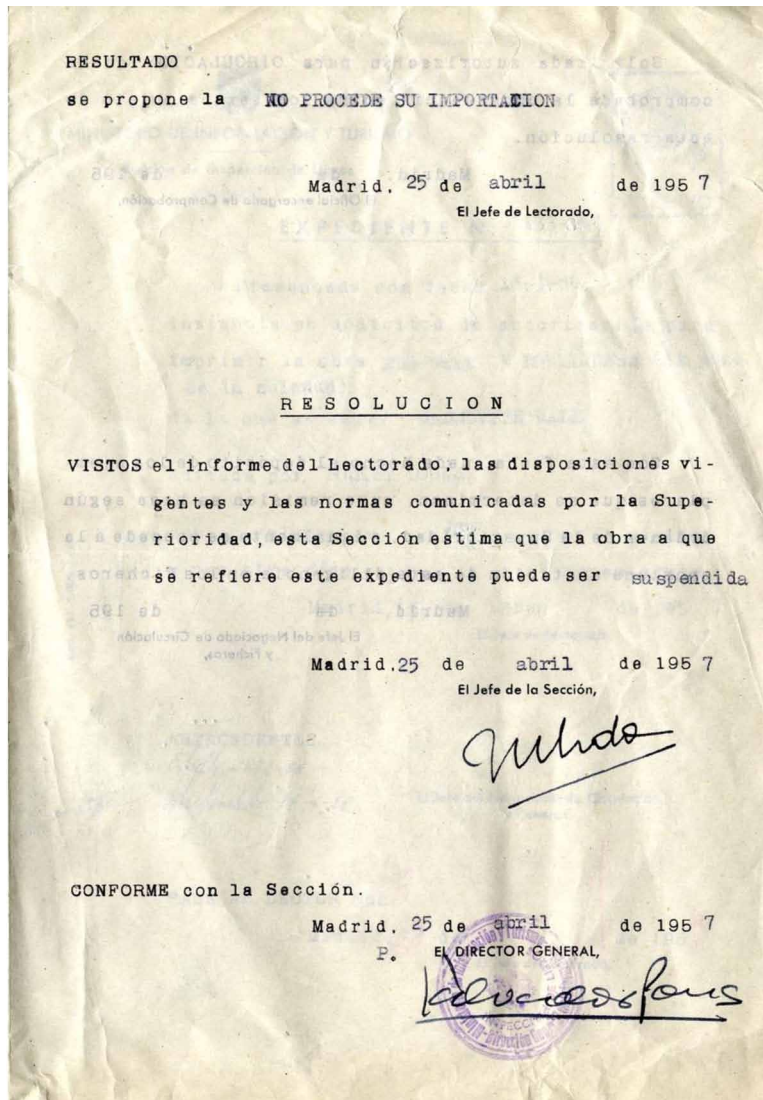 RESULTADO
se propone la NO PROCEDE SU IMPORTACION
Madrid, 25 de abril de 1957
El Jefe de Lectorado,
RESOLUCION
VISTOS el informe del Lectorado, las disposiciones vi-
gentes y las normas comunicadas por la Supe-
rioridad, esta Sección estima que la obra a que
se refiere este expediente puede ser suspendida
Madrid, 25 de abril de 1957
El Jefe de la Sección,
CONFORME con la Sección.
Madrid, 25 de abril de 1957
P. EL DIRECTOR GENERAL,